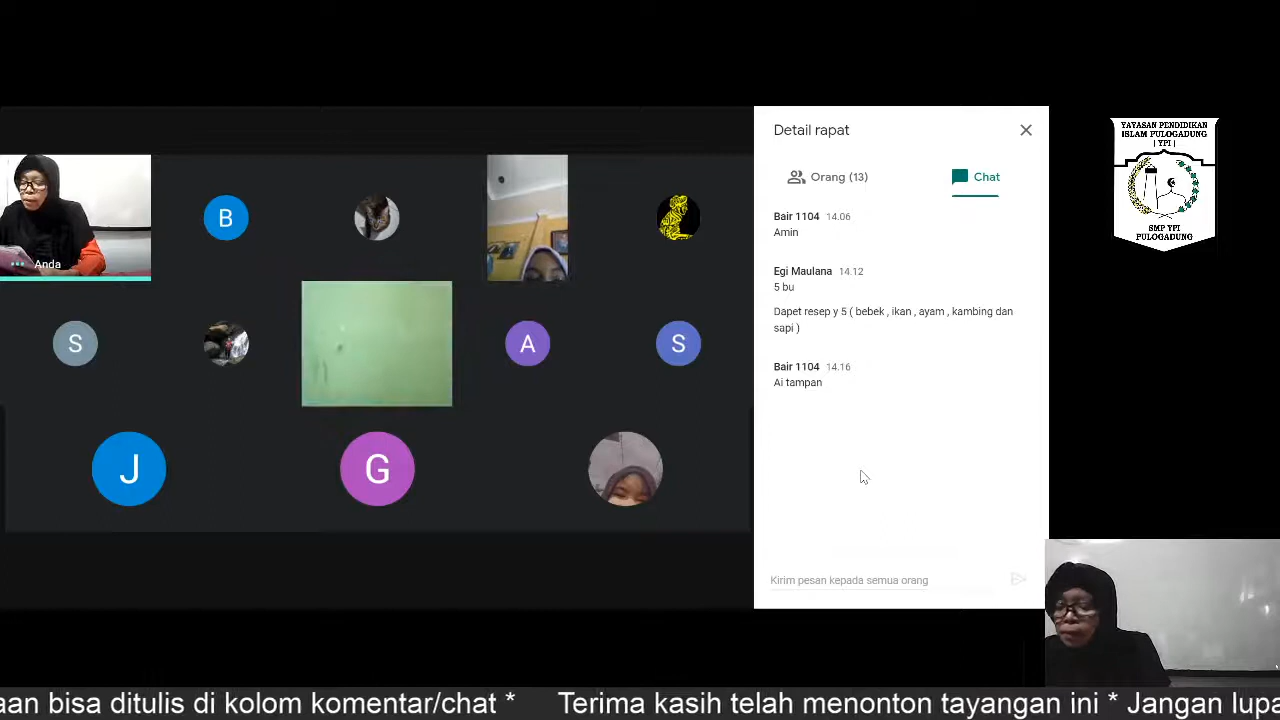 Detail rapat
Orang (13)
Chat
Bair 1104 14.06
Amin
Egi Maulana 14.12
5 bu
Dapet resep y 5 ( bebek , ikan , ayam , kambing dan
sapi )
Bair 1104 14.16
Ai tampan
Kirim pesan kepada semua orang
Anda
B
S
A
S
J
G
YAYASAN PENDIDIKAN
ISLAM PULOGADUNG
( YPI )
SMP YPI
PULOGADUNG
aan bisa ditulis di kolom komentar/chat * Terima kasih telah menonton tayangan ini * Jangan lupa